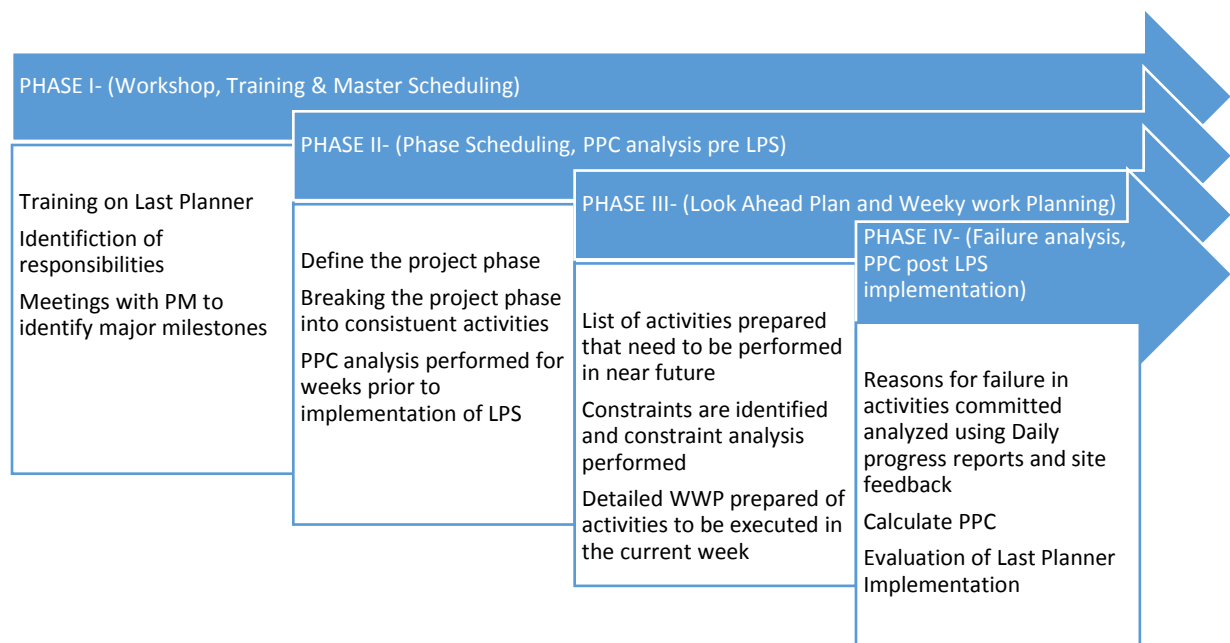 PHASE I- (Workshop, Training & Master Scheduling)
Training on Last Planner
Identifiction of
responsibilities
Meetings with PM to
identify major milestones
PHASE II- (Phase Scheduling, PPC analysis pre LPS)
Define the project phase
Breaking the project phase
into consistuent activities
PPC analysis performed for
weeks prior to
implementation of LPS
PHASE III- (Look Ahead Plan and Weeky work Planning)
List of activities prepared
that need to be performed
in near future
Constraints are identified
and constraint analysis
performed
Detailed WWP prepared of
activities to be executed in
the current week
PHASE IV- (Failure analysis,
PPC post LPS
implementation)
Reasons for failure in
activities committed
analyzed using Daily
progress reports and site
feedback
Calculate PPC
Evaluation of Last Planner
Implementation